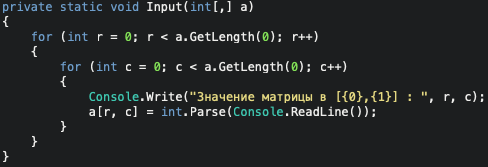 private static void Input(int[,] a)
{
for (int r = 0; r < a.GetLength(0); r++)
{
for (int c = 0; c < a.GetLength(0); c++)
{
Console.Write("Значение матрицы в [{0},{1}] : ", r, c);
a[r, c] = int.Parse(Console.ReadLine());
}
}
}